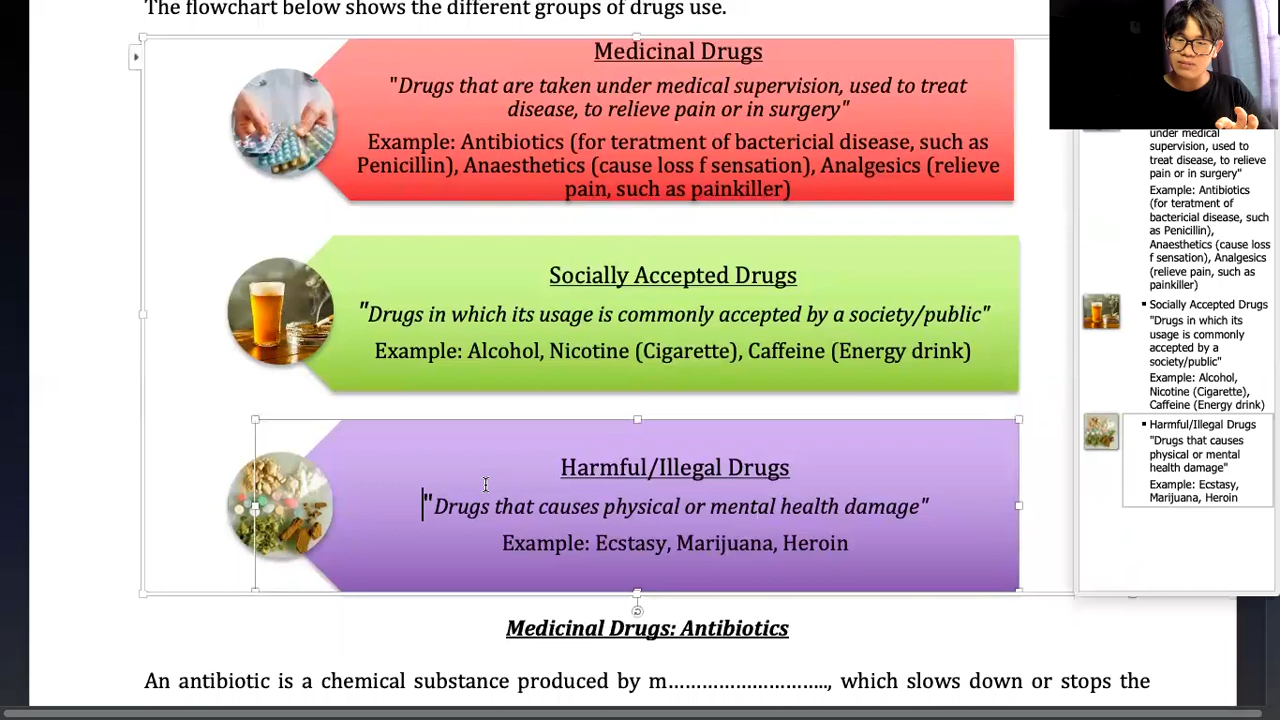 The flowchart below shows the different groups of drugs use.
Medicinal Drugs
"Drugs that are taken under medical supervision, used to treat
disease, to relieve pain or in surgery"
Example: Antibiotics (for teratment of bactericial disease, such as
Penicillin), Anaesthetics (cause loss f sensation), Analgesics (relieve
pain, such as painkiller)
Socially Accepted Drugs
"Drugs in which its usage is commonly accepted by a society/public"
Example: Alcohol, Nicotine (Cigarette), Caffeine (Energy drink)
Harmful/Illegal Drugs
"Drugs that causes physical or mental health damage"
Example: Ecstasy, Marijuana, Heroin
Medicinal Drugs: Antibiotics
An antibiotic is a chemical substance produced by m……………………….., which slows down or stops the
under medical
supervision, used to
treat disease, to relieve
pain or in surgery"
Example: Antibiotics
(for teratment of
bactericial disease, such
as Penicillin),
Anaesthetics (cause loss
f sensation), Analgesics
(relieve pain, such as
painkiller)
▪ Socially Accepted Drugs
"Drugs in which its
usage is commonly
accepted by a
society/public"
Example: Alcohol,
Nicotine (Cigarette),
Caffeine (Energy drink)
▪ Harmful/Illegal Drugs
"Drugs that causes
physical or mental
health damage"
Example: Ecstasy,
Marijuana, Heroin